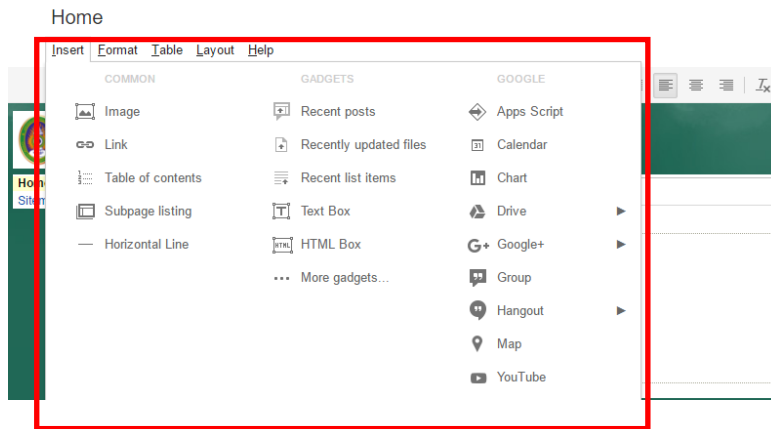 Home
Insert Format Table Layout Help
COMMON
Image
Link
Table of contents
Subpage listing
Horizontal Line
GADGETS
Recent posts
Recently updated files
Recent list items
Text Box
HTML Box
More gadgets...
GOOGLE
Apps Script
31 Calendar
Chart
Drive
G+ Google+
Group
Hangout
Map
YouTube